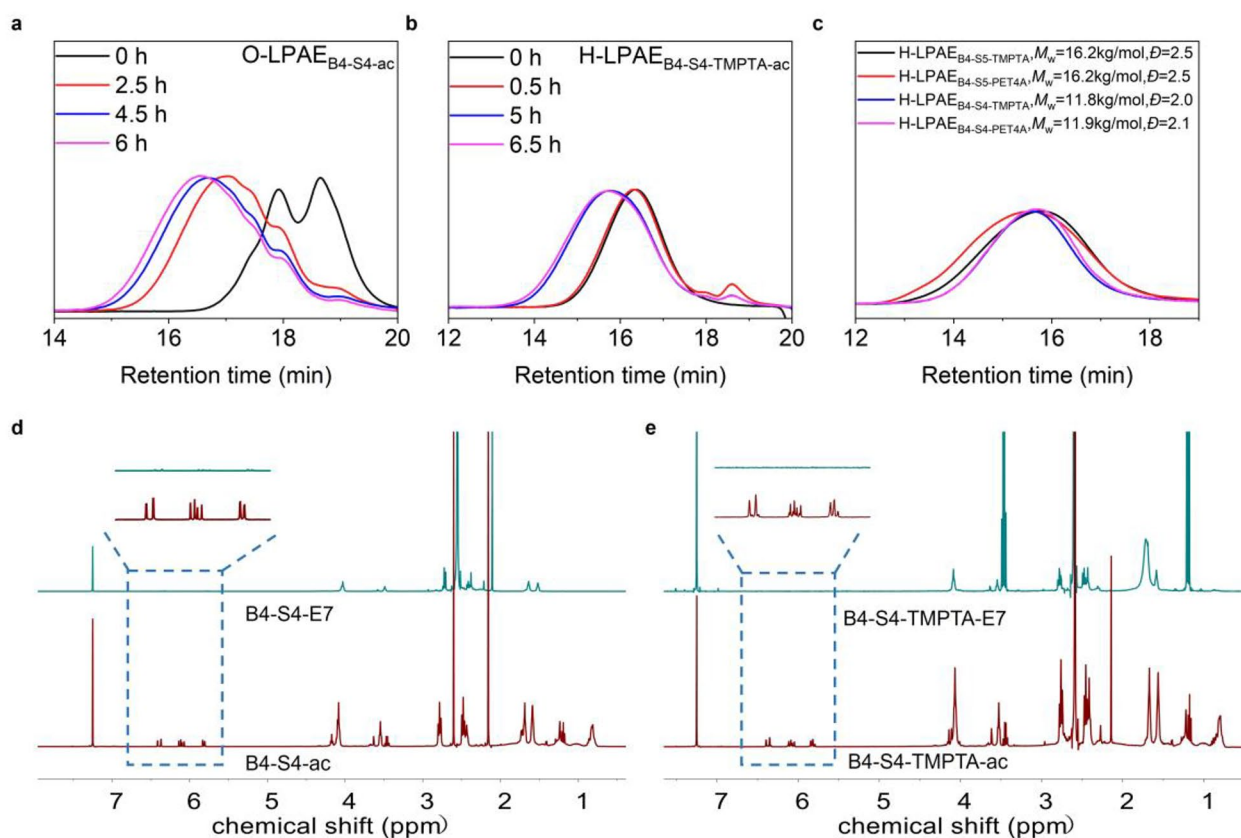 a
O-LPAE B4-S4-ac
0 h
2.5 h
4.5 h
6 h
14 16 18 20
Retention time (min)
b
H-LPAE B4-S4-TMPTA-ac
0 h
0.5 h
5 h
6.5 h
12 14 16 18 20
Retention time (min)
c
H-LPAE B4-S5-TMPTA,Mw=16.2kg/mol,Đ=2.5
H-LPAE B4-S5-PET4A,Mw=16.2kg/mol,Đ=2.5
H-LPAE B4-S4-TMPTA,Mw=11.8kg/mol,Đ=2.0
H-LPAE B4-S4-PET4A,Mw=11.9kg/mol,Đ=2.1
12 14 16 18
Retention time (min)
d
B4-S4-E7
B4-S4-ac
7 6 5 4 3 2 1
chemical shift (ppm)
e
B4-S4-TMPTA-E7
B4-S4-TMPTA-ac
7 6 5 4 3 2 1
chemical shift (ppm)